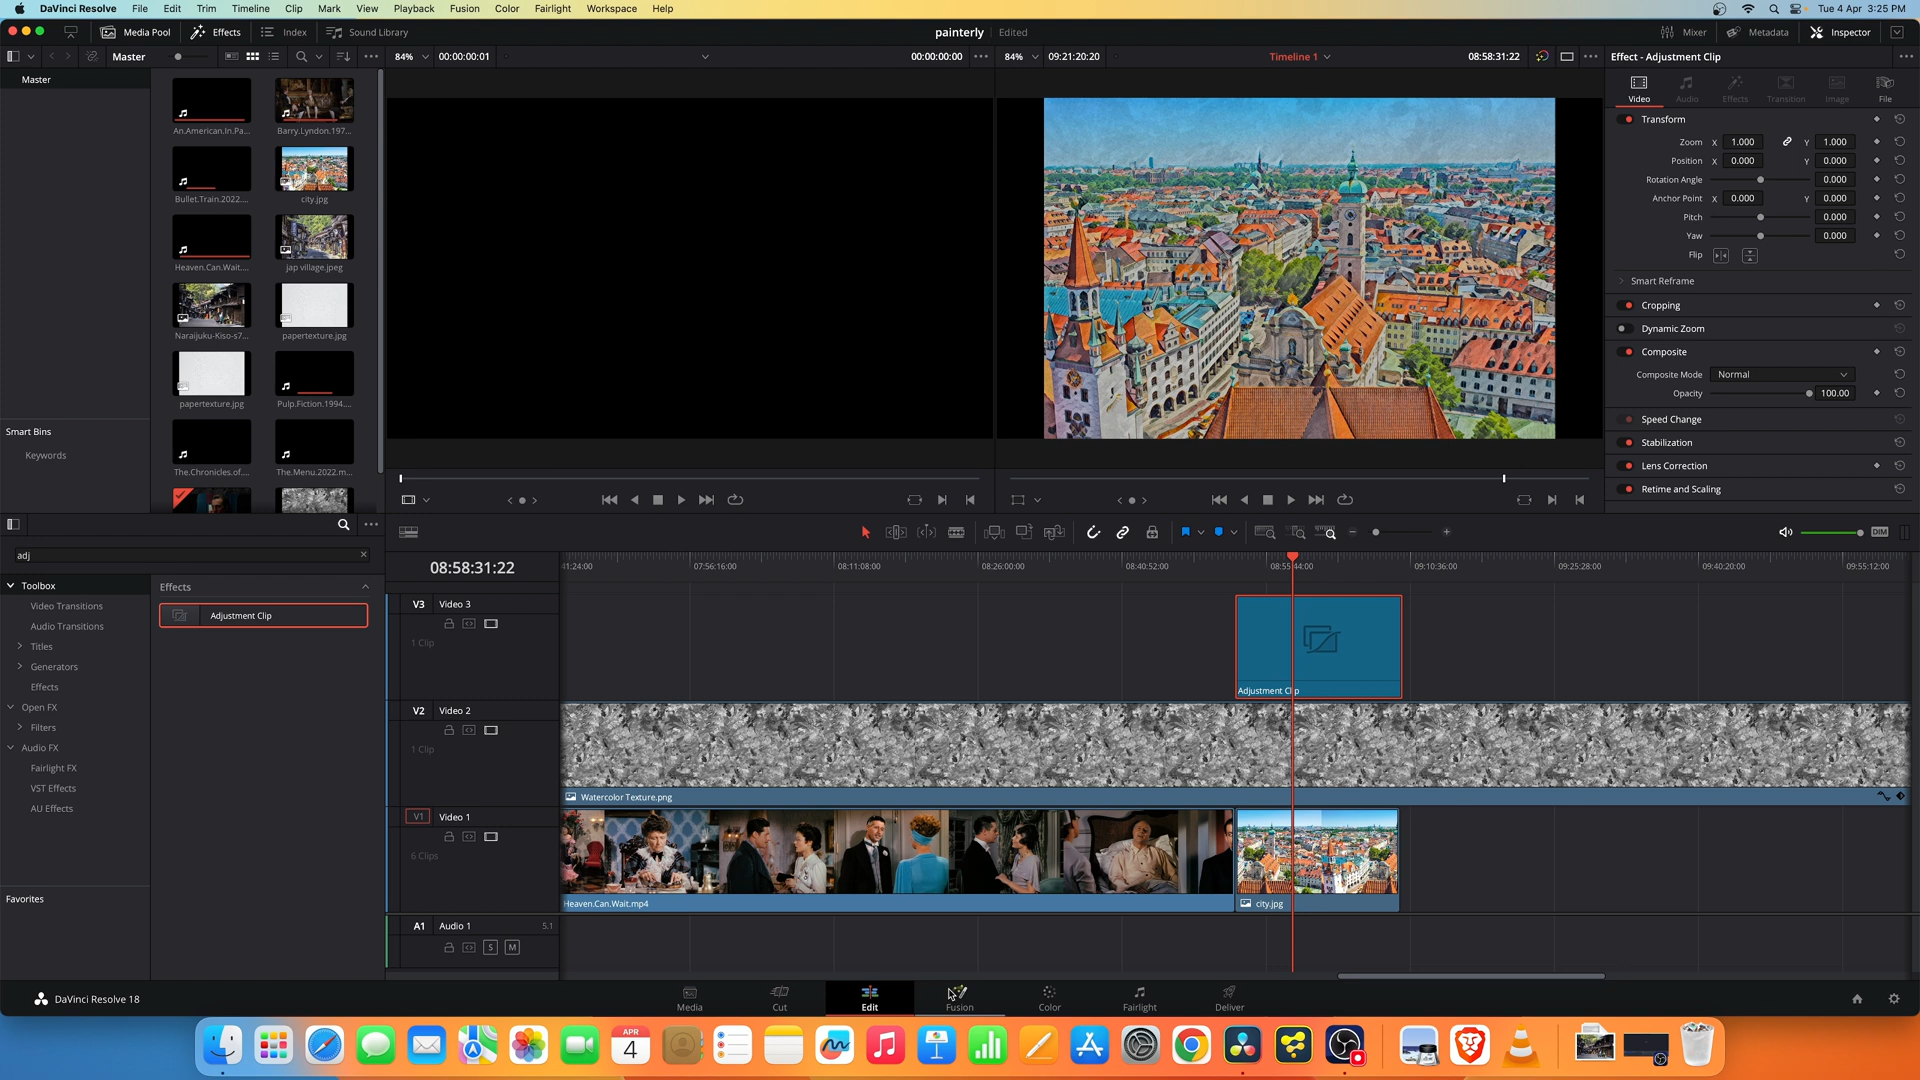 DaVinci Resolve File Edit Trim Timeline Clip Mark View Playback Fusion Color Fairlight Workspace Help Tue 4 Apr 3:25 PM
Media Pool Effects Index Sound Library painterly Edited Mixer Metadata Inspector
Master 84% 00:00:00:01 00:00:00:00 84% 09:21:20:20 Timeline 1 08:58:31:22 Effect - Adjustment Clip
Master
Video Audio Effects Transition Image File
An.American.In.Pa... Barry.Lyndon.197...
Bullet.Train.2022.... city.jpg
Heaven.Can.Wait.... jap village.jpeg
Naraijuku-Kiso-s7... papertexture.jpg
papertexture.jpg Pulp.Fiction.1994....
The.Chronicles.of.... The.Menu.2022.m...
Smart Bins
Keywords
Transform
Zoom X 1.000 Y 1.000
Position X 0.000 Y 0.000
Rotation Angle 0.000
Anchor Point X 0.000 Y 0.000
Pitch 0.000
Yaw 0.000
Flip
Smart Reframe
Cropping
Dynamic Zoom
Composite
Composite Mode Normal
Opacity 100.00
Speed Change
Stabilization
Lens Correction
Retime and Scaling
adj
Toolbox
Video Transitions
Audio Transitions
Titles
Generators
Effects
Open FX
Filters
Audio FX
Fairlight FX
VST Effects
AU Effects
Favorites
Effects
Adjustment Clip
DIM
08:58:31:22
41:24:00 07:56:16:00 08:11:08:00 08:26:00:00 08:40:52:00 08:55:44:00 09:10:36:00 09:25:28:00 09:40:20:00 09:55:12:00
V3 Video 3
1 Clip
Adjustment Clip
V2 Video 2
1 Clip
Watercolor Texture.png
V1 Video 1
6 Clips
Heaven.Can.Wait.mp4
city.jpg
A1 Audio 1 5.1
S M
DaVinci Resolve 18
Media Cut Edit Fusion Color Fairlight Deliver
APR
4